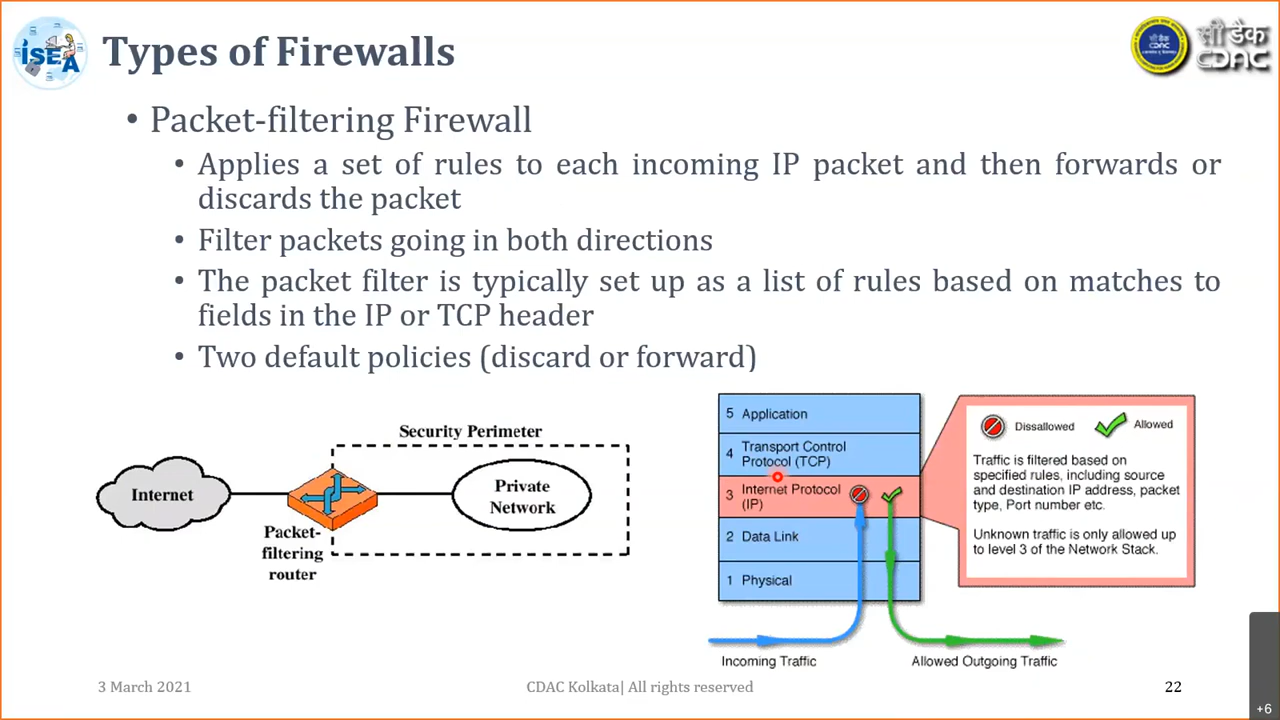 ISEA
Types of Firewalls
सी डैक
CDAC
• Packet-filtering Firewall
• Applies a set of rules to each incoming IP packet and then forwards or
discards the packet
• Filter packets going in both directions
• The packet filter is typically set up as a list of rules based on matches to
fields in the IP or TCP header
• Two default policies (discard or forward)
Security Perimeter
Internet
Private
Network
Packet-
filtering
router
5 Application
4 Transport Control
Protocol (TCP)
3 Internet Protocol
(IP)
2 Data Link
1 Physical
Incoming Traffic
Allowed Outgoing Traffic
Dissallowed
Allowed
Traffic is filtered based on
specified rules, including source
and destination IP address, packet
type, Port number etc.
Unknown traffic is only allowed up
to level 3 of the Network Stack.
3 March 2021
CDAC Kolkata| All rights reserved
22
+6